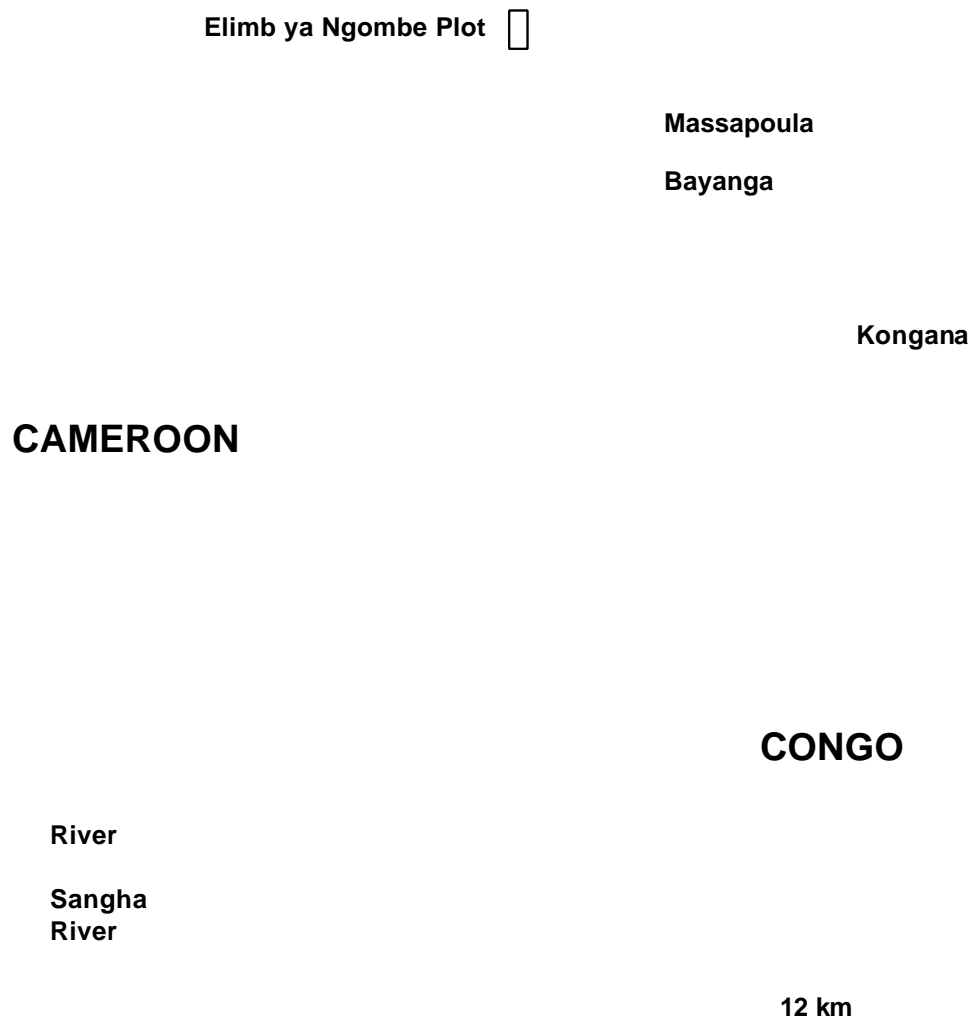 Elimb ya Ngombe Plot
Massapoula
Bayanga
Kongana
CAMEROON
CONGO
River
Sangha
River
12 km